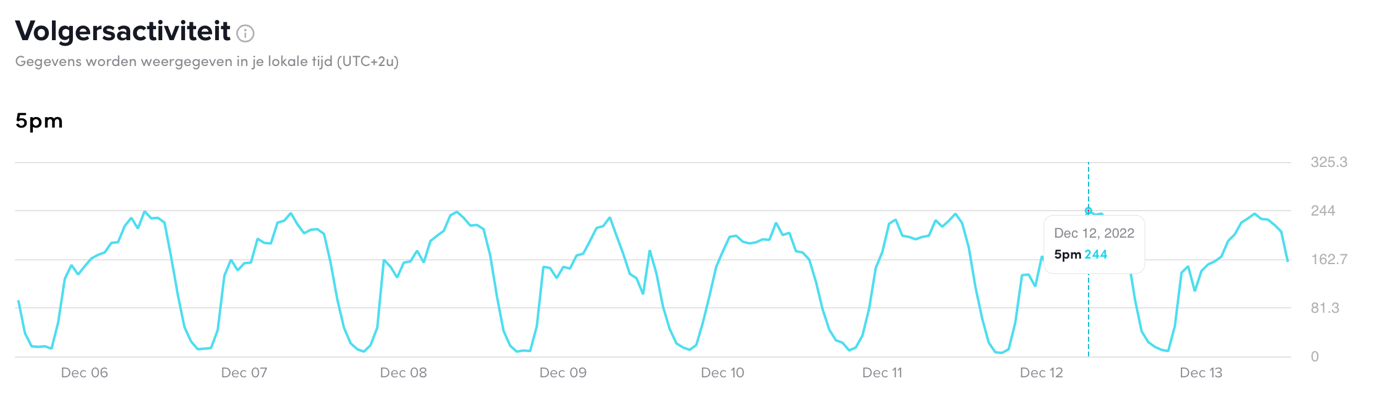 Volgersactiviteit
Gegevens worden weergegeven in je lokale tijd (UTC+2u)
5pm
325.3
244
Dec 12, 2022
5pm 244
162.7
81.3
0
Dec 06 Dec 07 Dec 08 Dec 09 Dec 10 Dec 11 Dec 12 Dec 13